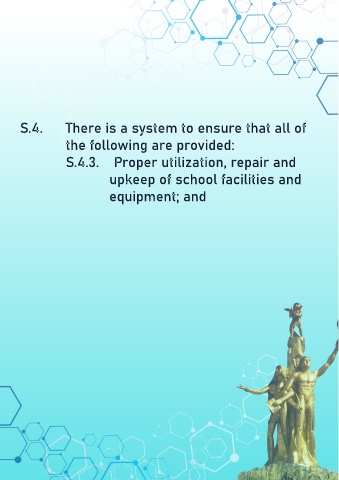 S.4. There is a system to ensure that all of
the following are provided:
S.4.3. Proper utilization, repair and
upkeep of school facilities and
equipment; and